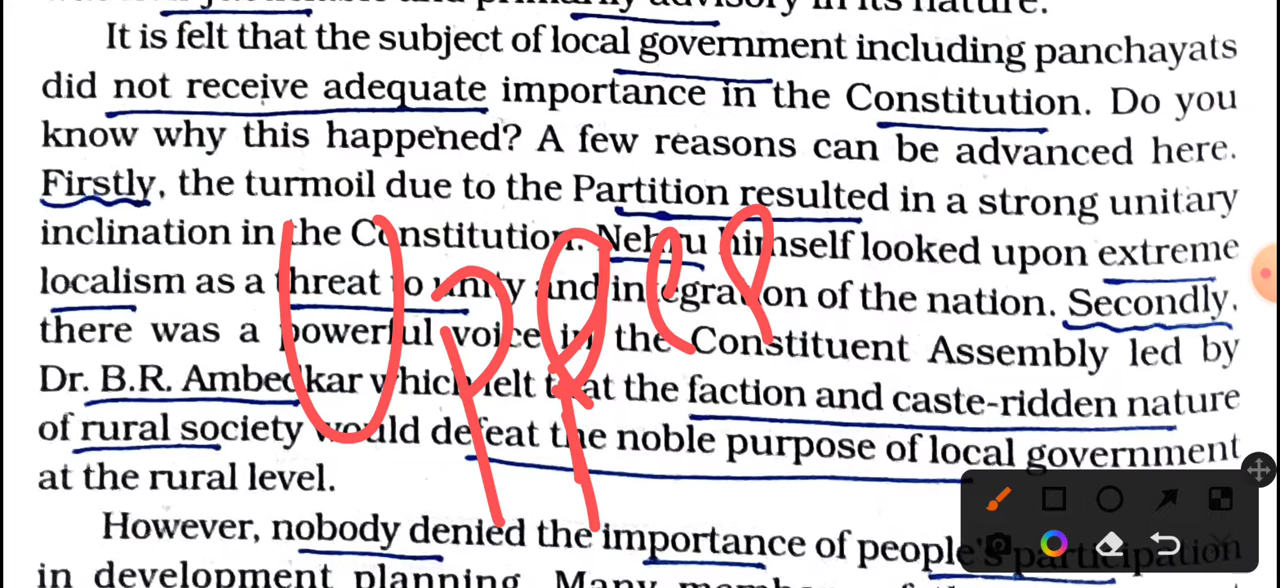 It is felt that the subject of local government including panchayats
did not receive adequate importance in the Constitution. Do you
know why this happened? A few reasons can be advanced here.
Firstly, the turmoil due to the Partition resulted in a strong unitary
inclination in the Constitution. Nehru himself looked upon extreme
localism as a threat to unity and integration of the nation. Secondly,
there was a powerful voice in the Constituent Assembly led by
Dr. B.R. Ambedkar which felt that the faction and caste-ridden nature
of rural society would defeat the noble purpose of local government
at the rural level.
Upper
However, nobody denied the importance of people's participation
in development planning. Many